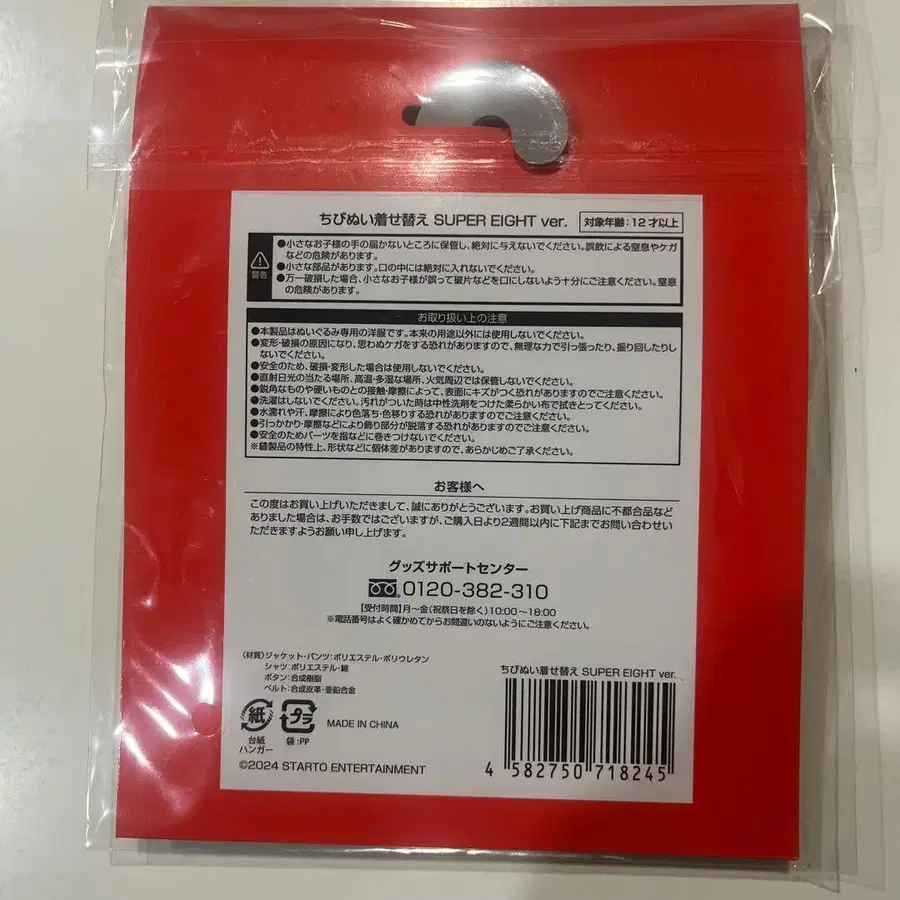 ちびぬい着せ替え SUPER EIGHT ver. 対象年齢:12才以上
警告
●小さなお子様の手の届かないところに保管し、絶対に与えないでください。誤飲による窒息やケガ
などの危険があります。
●小さな部品があります。口の中には絶対に入れないでください。
●万一破損した場合、小さなお子様が誤って破片などを口にしないよう十分にご注意ください。窒息
の危険があります。
お取り扱い上の注意
●本製品はぬいぐるみ専用の洋服です。本来の用途以外には使用しないでください。
●変形・破損の原因になり、思わぬケガをする恐れがありますので、無理な力で引っ張ったり、振り回したりし
ないでください。
●安全のため、破損・変形した場合は使用しないでください。
●直射日光の当たる場所、高温・多湿な場所、火気周辺では保管しないでください。
●鋭角なものや硬いものとの接触・摩擦によって、表面にキズがつく恐れがありますのでご注意ください。
●洗濯はしないでください。汚れがついた時は中性洗剤をつけた柔らかい布で拭きとってください。
●水濡れや汗、摩擦により色落ち・色移りする恐れがありますのでご注意ください。
●引っかかり・摩擦などにより飾り部分が脱落する恐れがありますのでご注意ください。
●安全のためパーツを指などに巻きつけないでください。
※縫製品の特性上、形状などに個体差がありますので、あらかじめご了承ください。
お客様へ
この度はお買い上げいただきまして、誠にありがとうございます。お買い上げ商品に不都合品など
ありました場合は、お手数ではございますが、ご購入日より2週間以内に下記までお問い合わせい
ただきますようお願い申し上げます。
グッズサポートセンター
0120-382-310
【受付時間】月〜金(祝祭日を除く)10:00〜18:00
※電話番号はよく確かめてからお間違いのないようにご注意ください。
〈材質〉ジャケット・パンツ:ポリエステル・ポリウレタン
シャツ:ポリエステル・綿
ボタン:合成樹脂
ベルト:合成皮革・亜鉛合金
紙 プラ MADE IN CHINA
台紙 袋:PP
ハンガー
©2024 STARTO ENTERTAINMENT
ちびぬい着せ替え SUPER EIGHT ver.
4 582750 718245